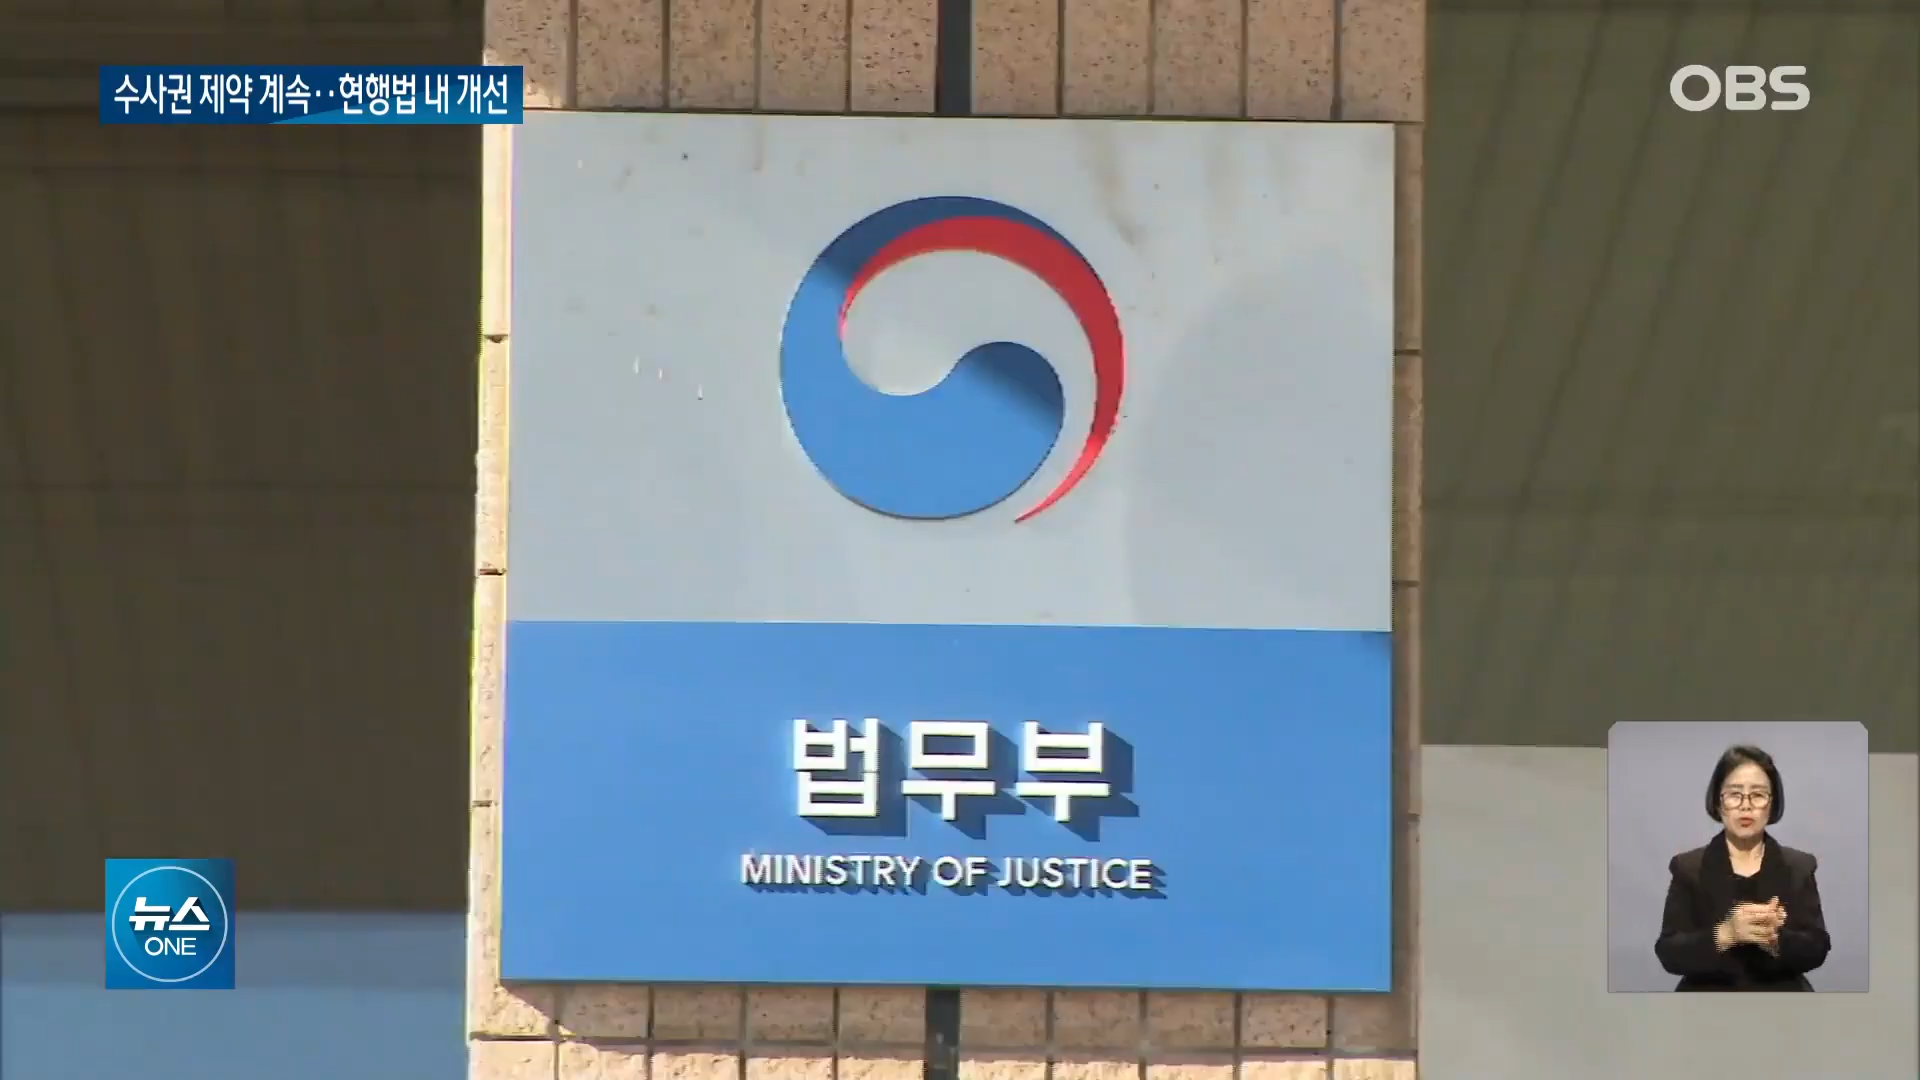 수사권 제약 계속‥현행법 내 개선
OBS
법무부
MINISTRY OF JUSTICE
뉴스
ONE